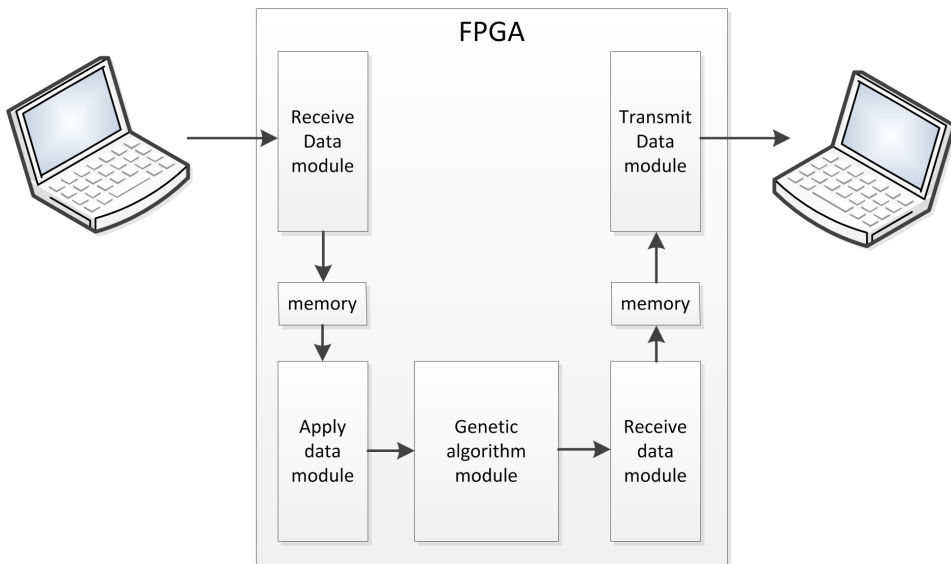 FPGA
Receive
Data
module
Transmit
Data
module
memory
memory
Apply
data
module
Genetic
algorithm
module
Receive
data
module